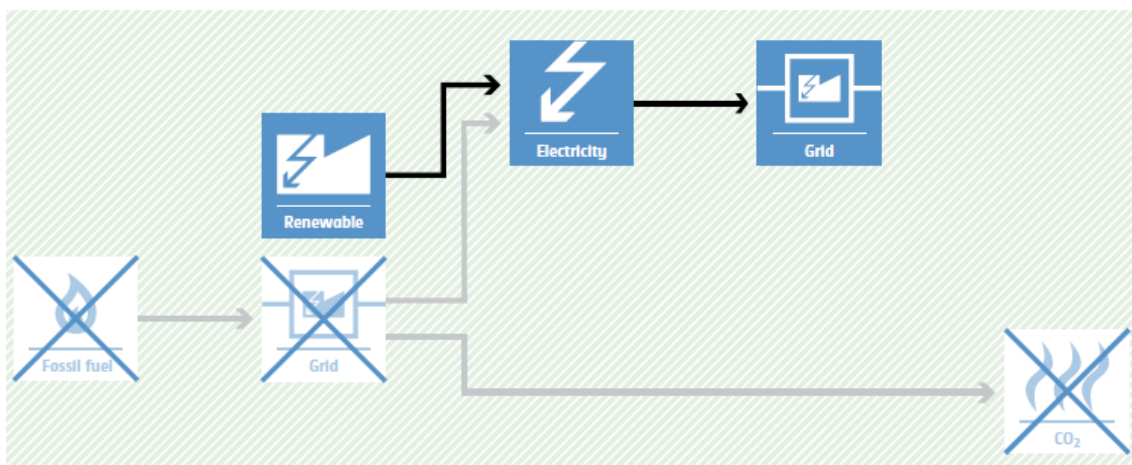 Electricity
Grid
Renewable
Fossil fuel
Grid
CO₂